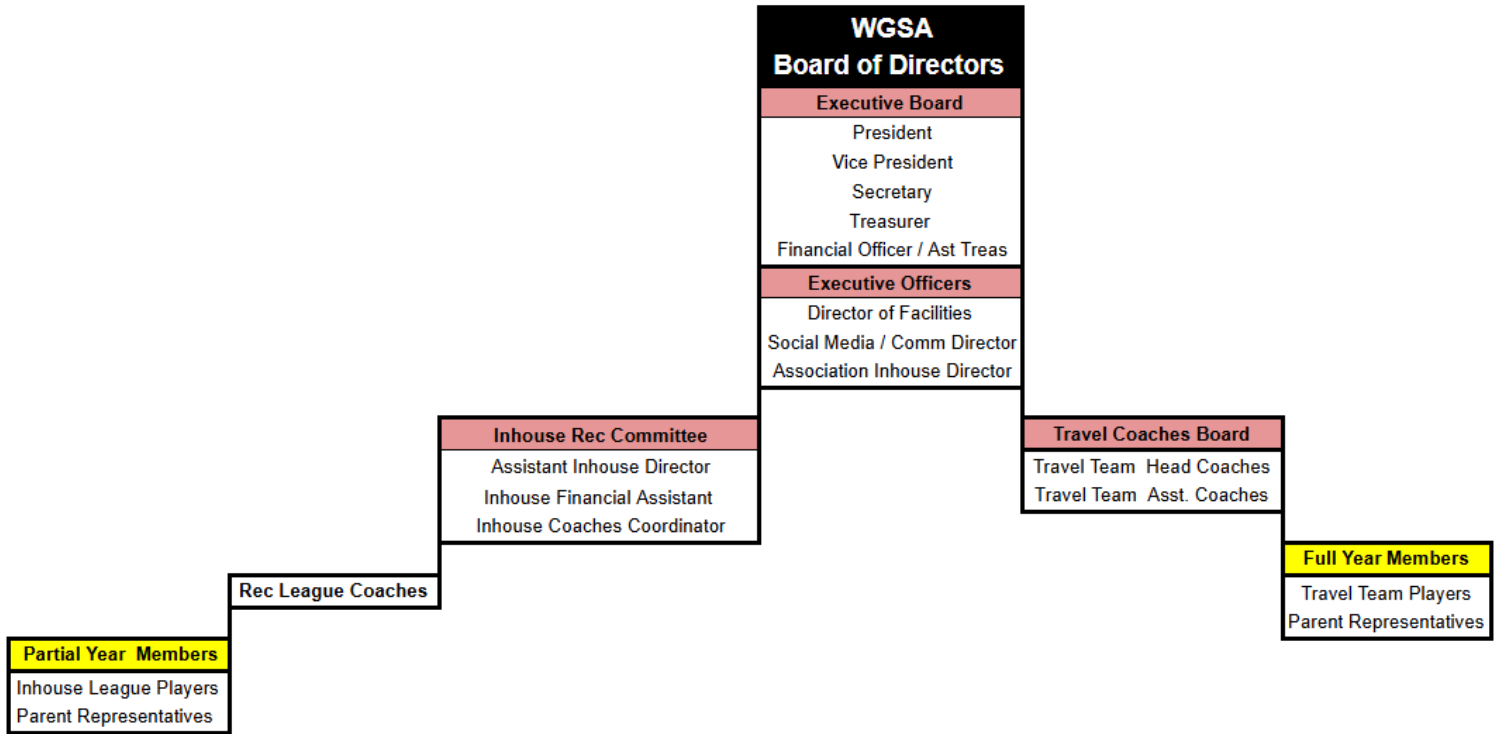 WGSA
Board of Directors
Executive Board
President
Vice President
Secretary
Treasurer
Financial Officer / Ast Treas
Executive Officers
Director of Facilities
Social Media / Comm Director
Association Inhouse Director
Inhouse Rec Committee
Assistant Inhouse Director
Inhouse Financial Assistant
Inhouse Coaches Coordinator
Travel Coaches Board
Travel Team Head Coaches
Travel Team Asst. Coaches
Rec League Coaches
Full Year Members
Travel Team Players
Parent Representatives
Partial Year Members
Inhouse League Players
Parent Representatives